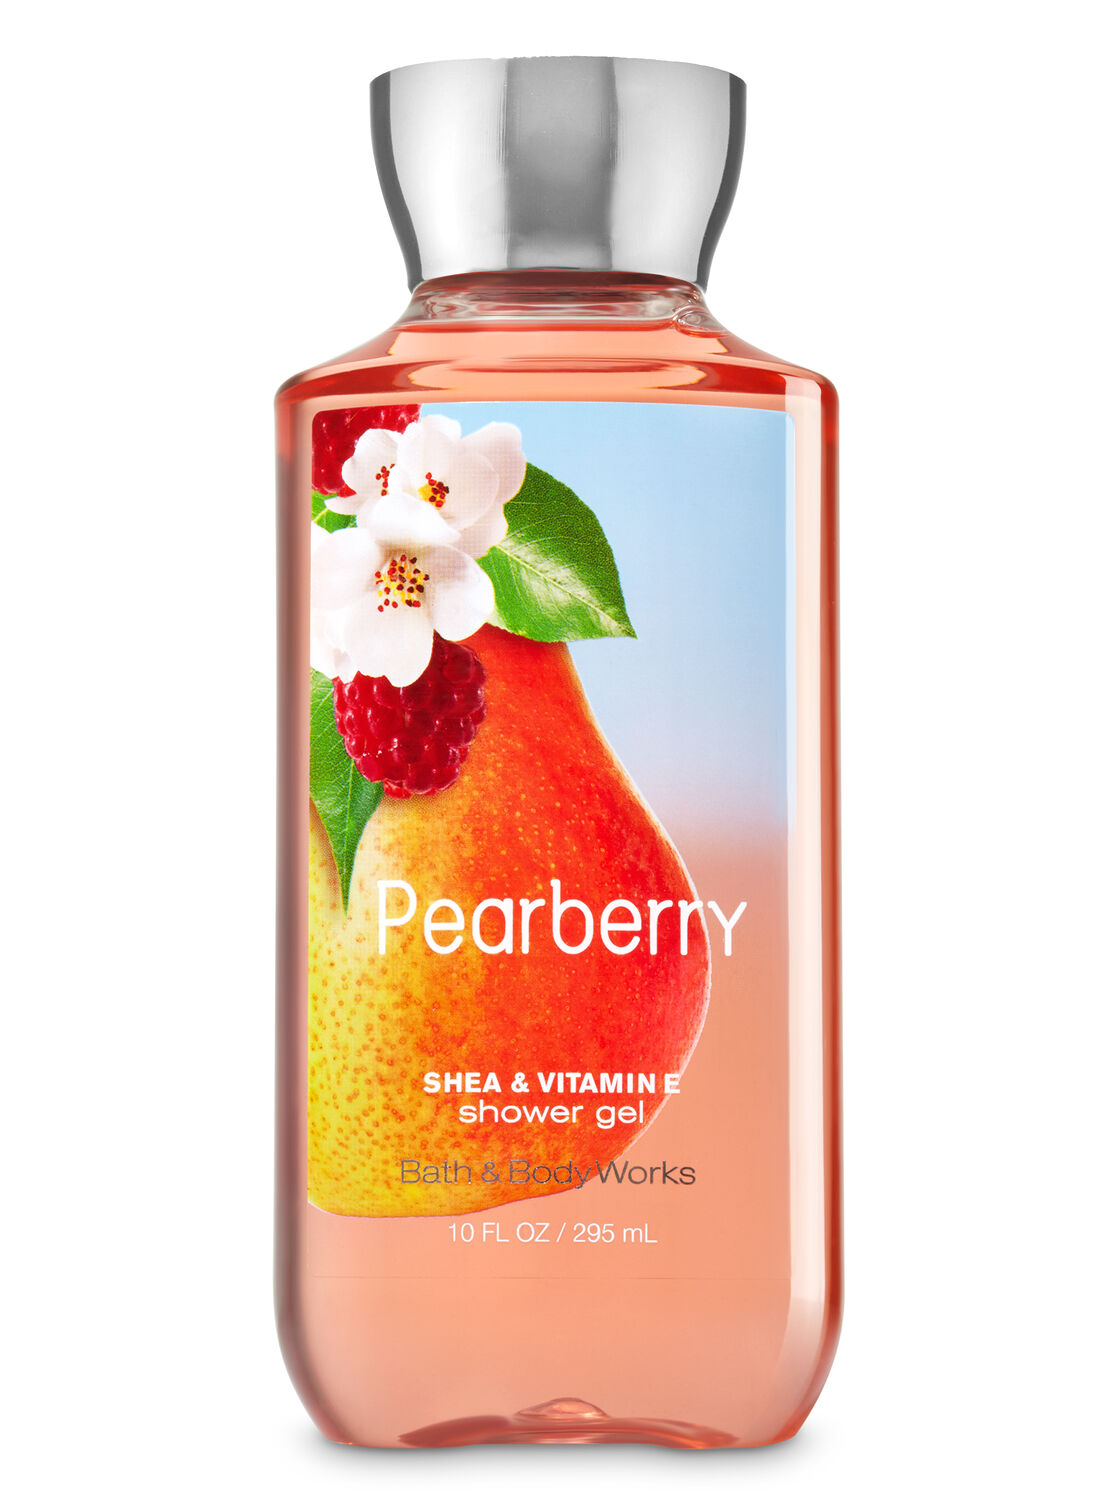 Pearberry
SHEA & VITAMIN E
shower gel
Bath & Body Works
10 FL OZ / 295 mL